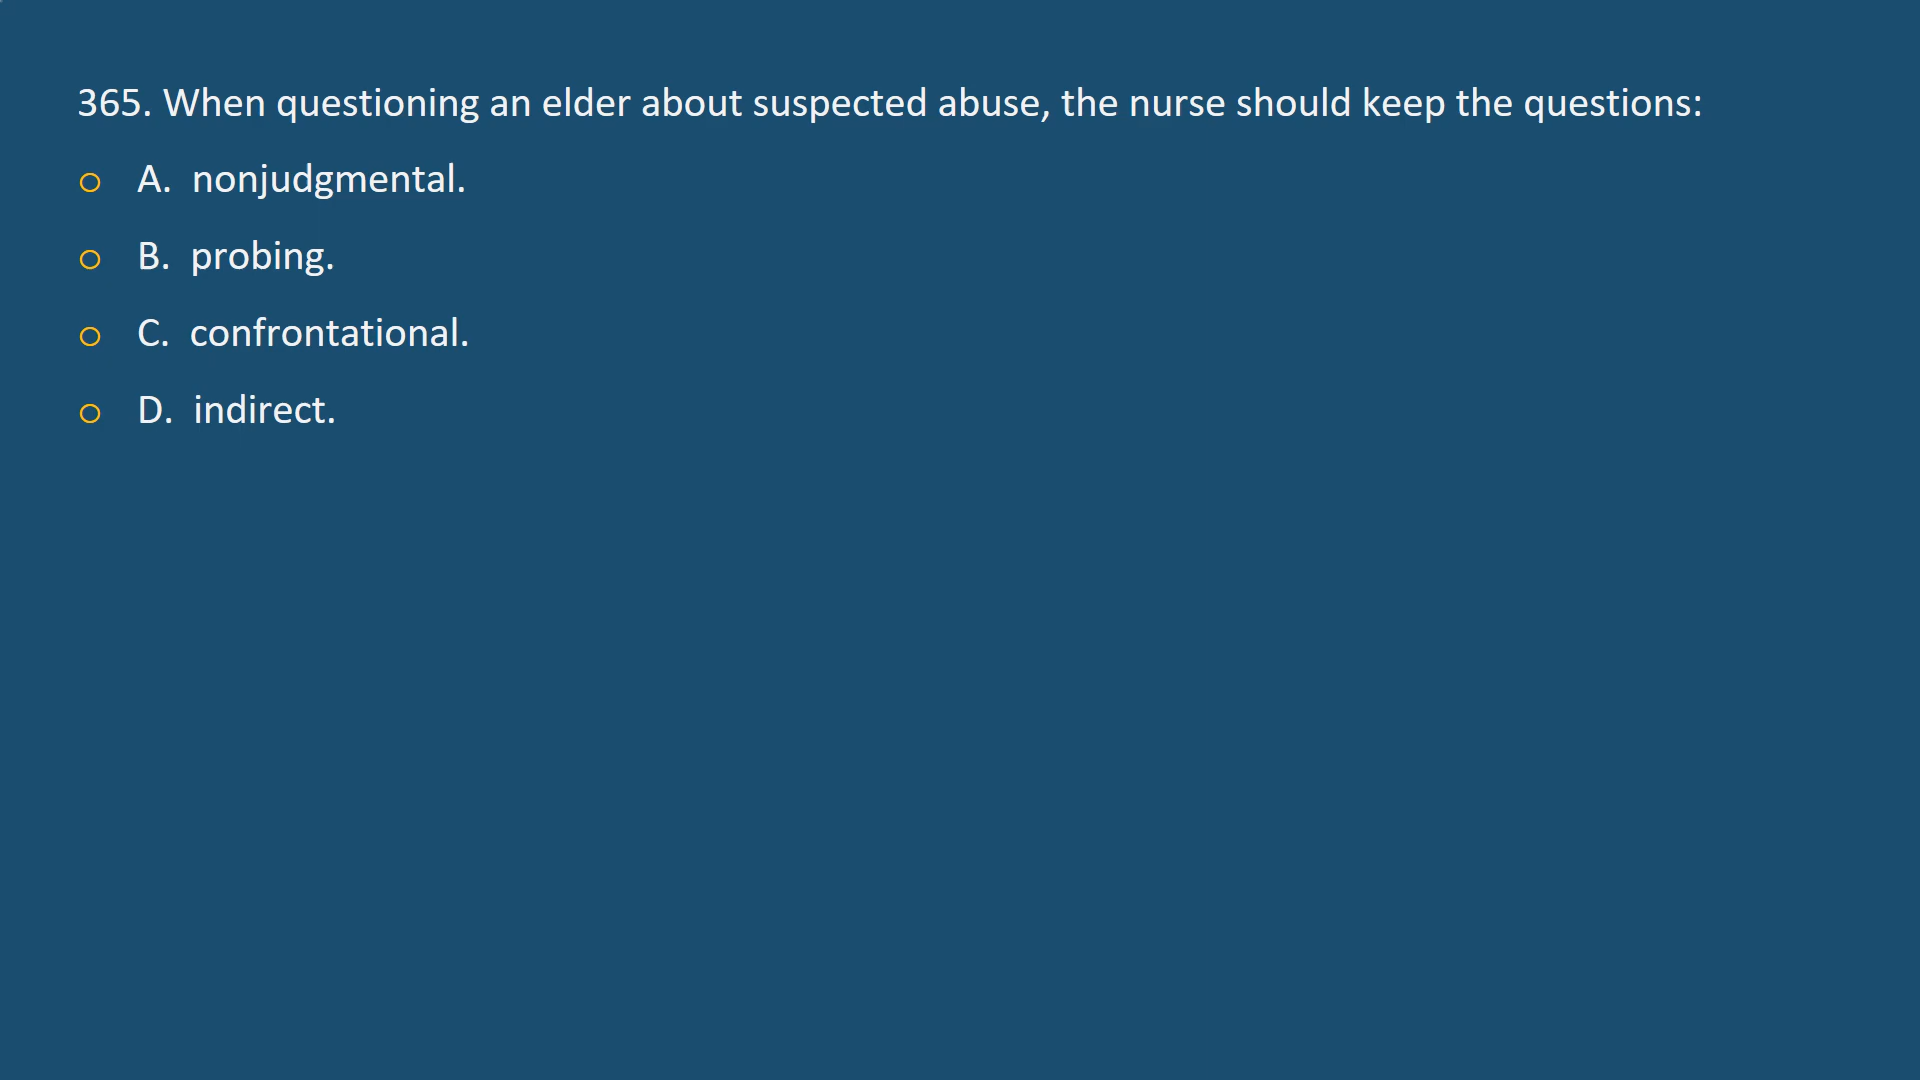 365. When questioning an elder about suspected abuse, the nurse should keep the questions:
A. nonjudgmental.
B. probing.
C. confrontational.
D. indirect.